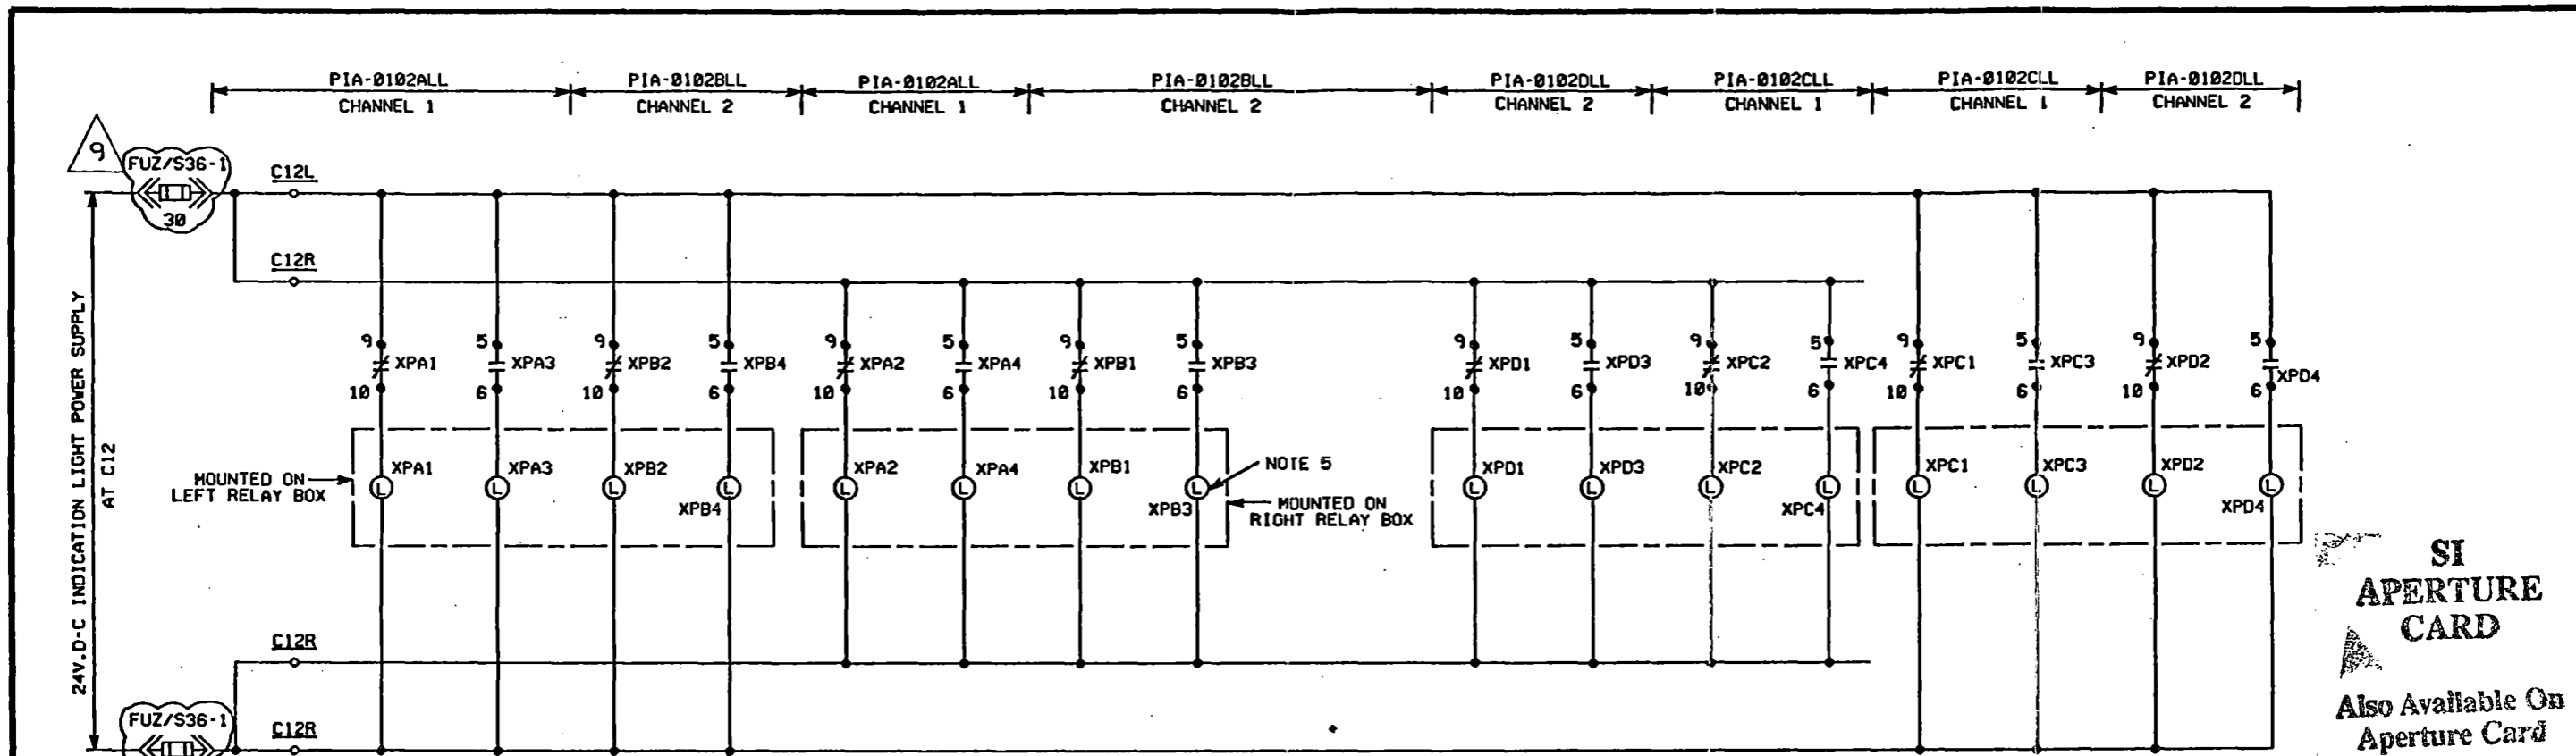 PIA-0102ALL PIA-0102BLL PIA-0102ALL PIA-0102BLL PIA-0102DLL PIA-0102CLL PIA-0102CLL PIA-0102DLL
CHANNEL 1 CHANNEL 2 CHANNEL 1 CHANNEL 2 CHANNEL 2 CHANNEL 1 CHANNEL 1 CHANNEL 2
9
FUZ/S36-1
30
C12L
C12R
24V.D-C INDICATION LIGHT POWER SUPPLY
AT C12
9 5 9 5 9 5 9 5 9 5 9 5 9 5 9 5
XPA1 XPA3 XPB2 XPB4 XPA2 XPA4 XPB1 XPB3 XPD1 XPD3 XPC2 XPC4 XPC1 XPC3 XPD2 XPD4
10 6 10 6 10 6 10 6 10 6 10 6 10 6 10 6
MOUNTED ON
LEFT RELAY BOX
XPA1 XPA3 XPB2 XPA2 XPA4 XPB1 NOTE 5 XPD1 XPD3 XPC2 XPC1 XPC3 XPD2
L L L L L L L L L L L L L L L L
XPB4 XPB3 XPC4 XPD4
MOUNTED ON
RIGHT RELAY BOX
SI
APERTURE
CARD
C12R
Also Available On
Aperture Card
FUZ/S36-1
C12R